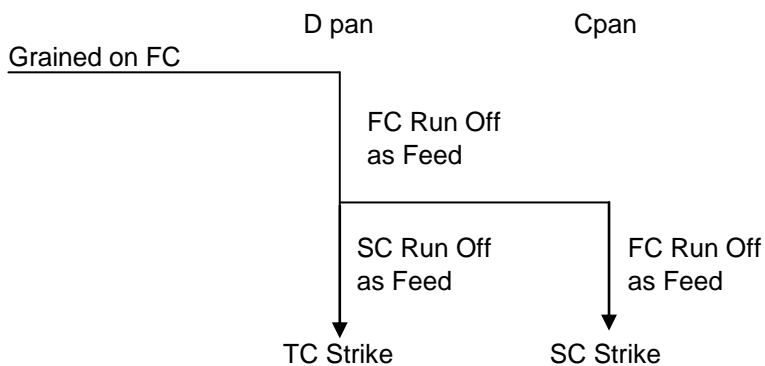 D pan Cpan
Grained on FC
FC Run Off
as Feed
SC Run Off
as Feed
FC Run Off
as Feed
TC Strike SC Strike